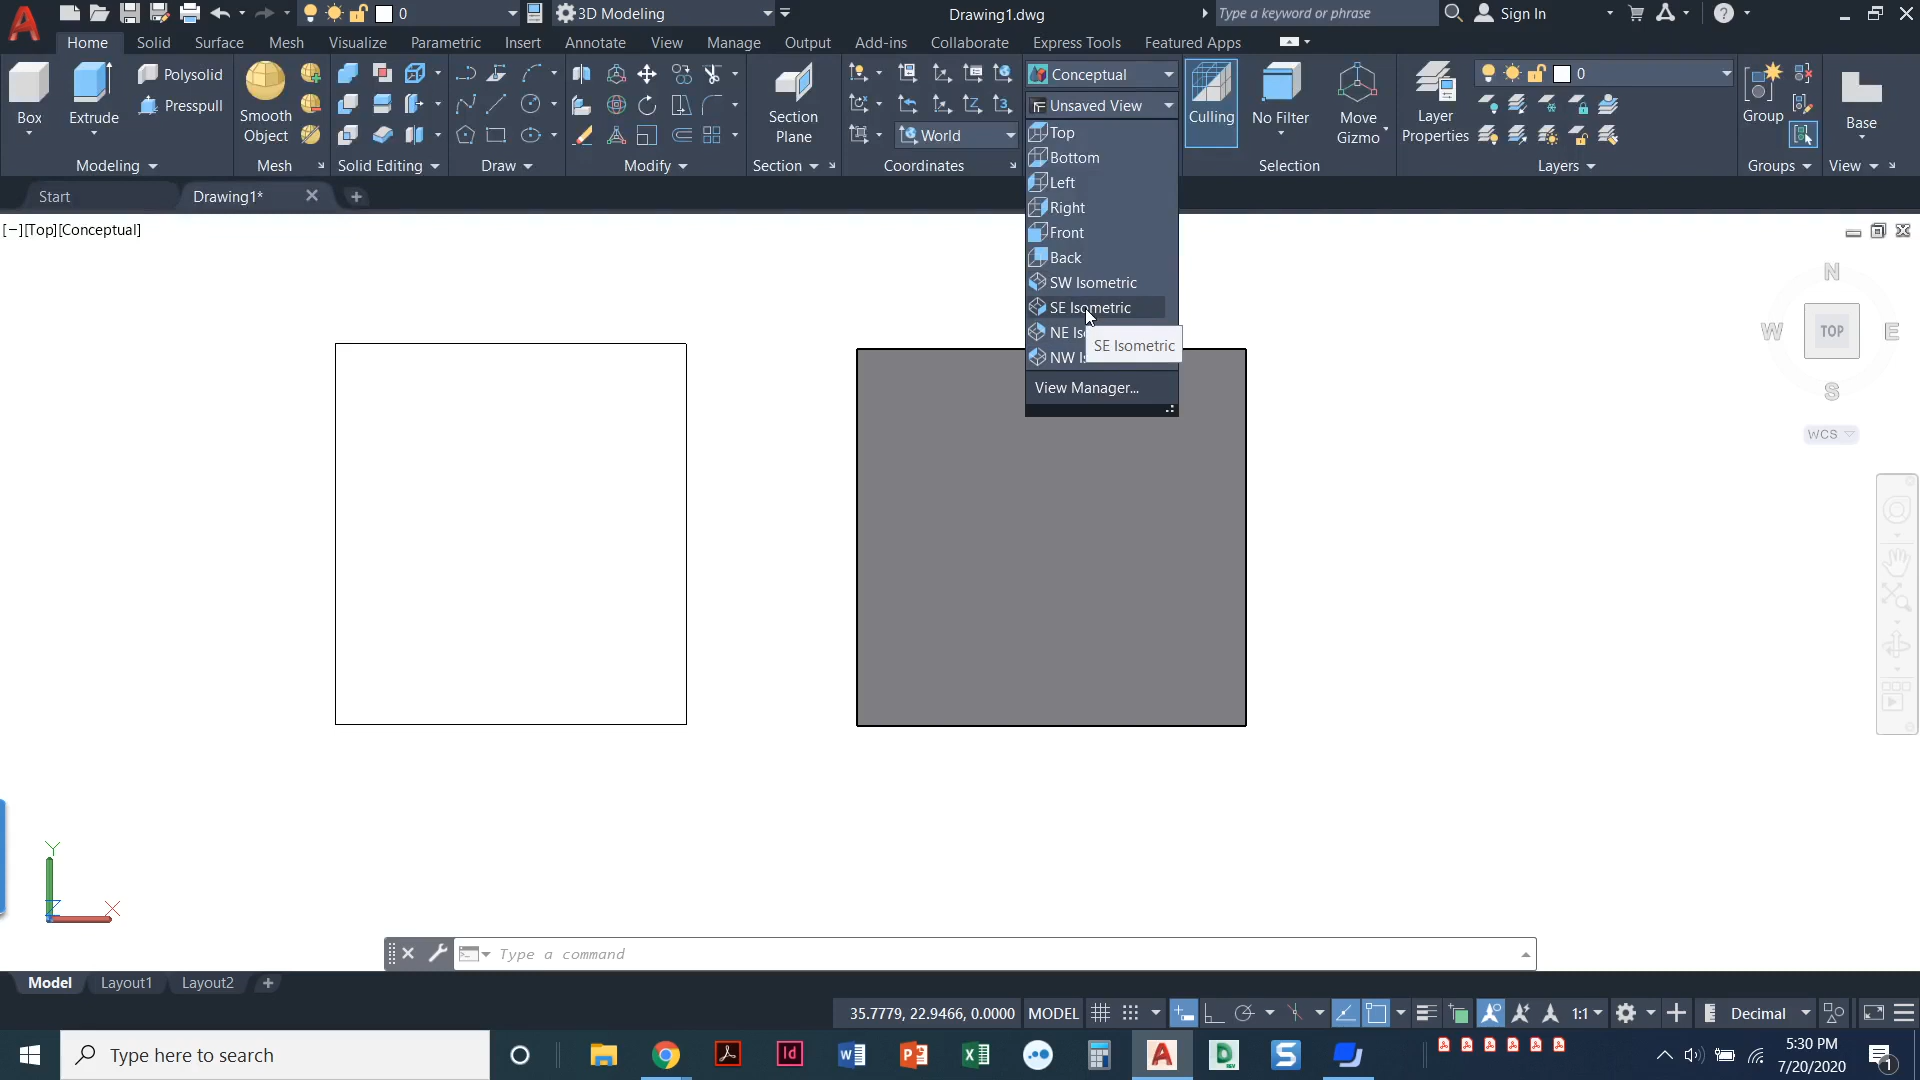 0
3D Modeling
Drawing1.dwg
Type a keyword or phrase
Sign In
Home
Solid
Surface
Mesh
Visualize
Parametric
Insert
Annotate
View
Manage
Output
Add-ins
Collaborate
Express Tools
Featured Apps
Box
Extrude
Polysolid
Presspull
Smooth
Object
Section
Plane
World
Conceptual
Unsaved View
Culling
No Filter
Move
Gizmo
Layer
Properties
0
Group
Base
Modeling
Mesh
Solid Editing
Draw
Modify
Section
Coordinates
Selection
Layers
Groups
View
Top
Bottom
Left
Right
Front
Back
SW Isometric
SE Isometric
NE Is
NW I
SE Isometric
View Manager...
Start
Drawing1*
[−][Top][Conceptual]
N
W
TOP
E
S
WCS
Y
X
Type a command
Model
Layout1
Layout2
35.7779, 22.9466, 0.0000
MODEL
1:1
Decimal
Type here to search
5:30 PM
7/20/2020
1